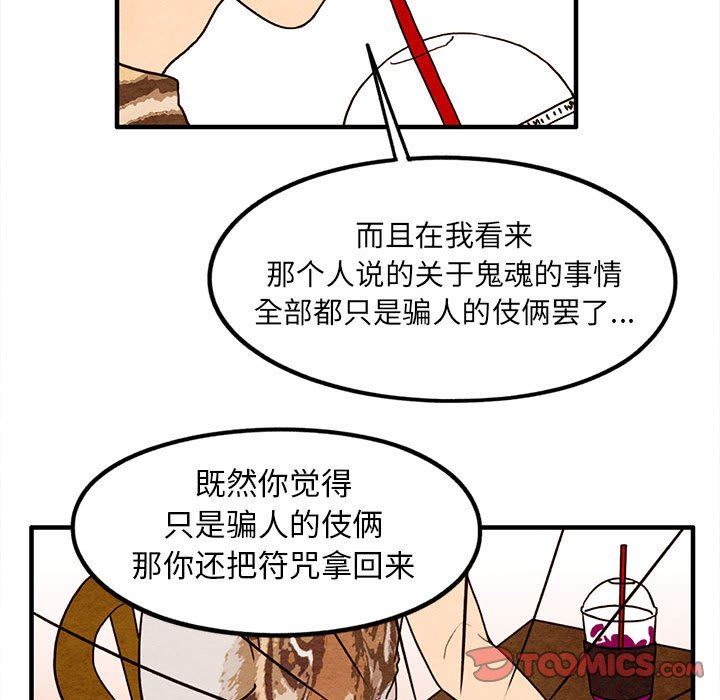 而且在我看来
那个人说的关于鬼魂的事情
全部都只是骗人的伎俩罢了...
既然你觉得
只是骗人的伎俩
那你还把符咒拿回来
TOOMICS.COM